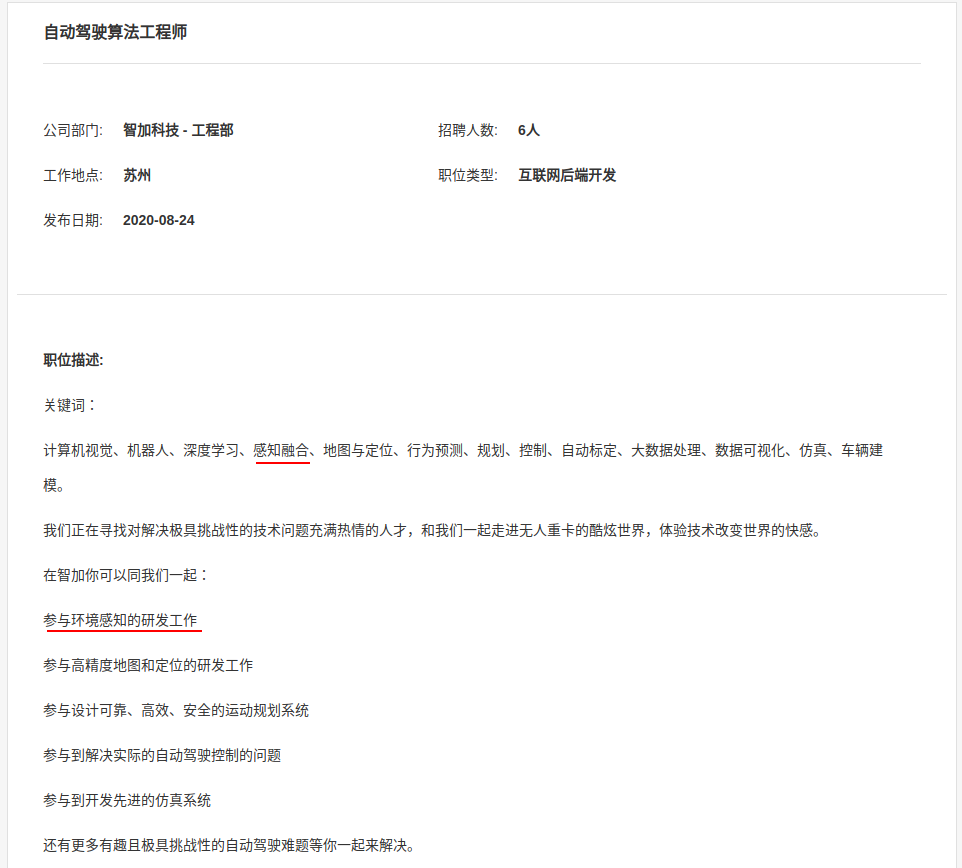 自动驾驶算法工程师
公司部门: 智加科技 - 工程部 招聘人数: 6人
工作地点: 苏州 职位类型: 互联网后端开发
发布日期: 2020-08-24
职位描述:
关键词：
计算机视觉、机器人、深度学习、感知融合、地图与定位、行为预测、规划、控制、自动标定、大数据处理、数据可视化、仿真、车辆建
模。
我们正在寻找对解决极具挑战性的技术问题充满热情的人才，和我们一起走进无人重卡的酷炫世界，体验技术改变世界的快感。
在智加你可以同我们一起：
参与环境感知的研发工作
参与高精度地图和定位的研发工作
参与设计可靠、高效、安全的运动规划系统
参与到解决实际的自动驾驶控制的问题
参与到开发先进的仿真系统
还有更多有趣且极具挑战性的自动驾驶难题等你一起来解决。